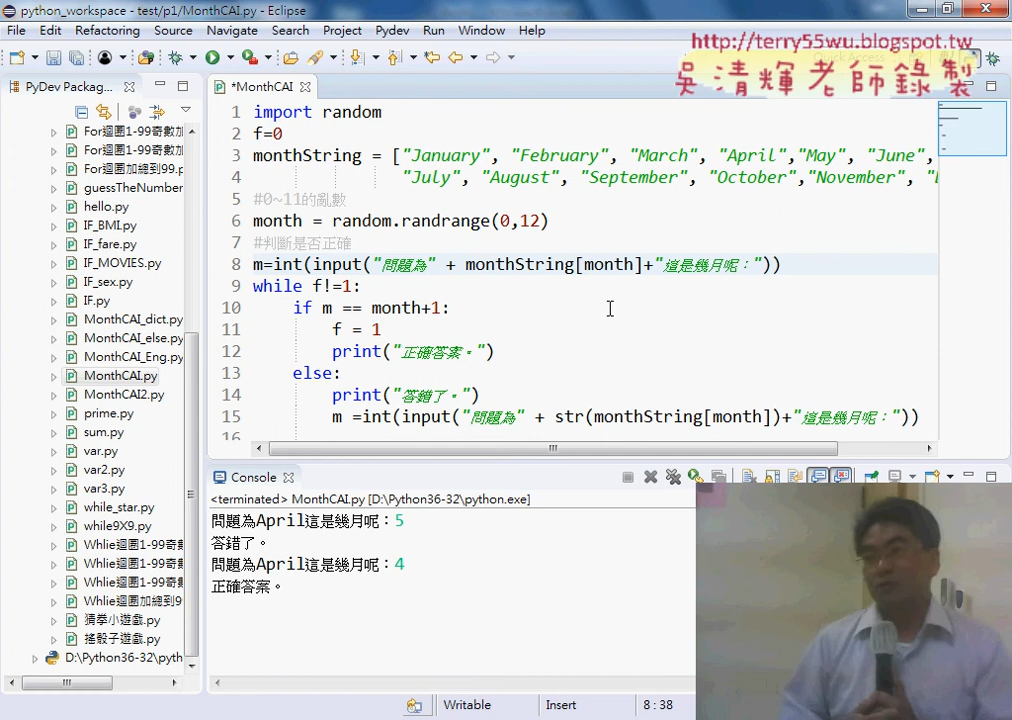 python_workspace - test/p1/MonthCAI.py - Eclipse
File Edit Refactoring Source Navigate Search Project Pydev Run Window Help
http://terry55wu.blogspot.tw
吳清輝老師錄製
PyDev Packag...
For迴圈1-99奇數加
For迴圈1-99奇數加
For迴圈加總到99.p
guessTheNumber
hello.py
IF_BMI.py
IF_fare.py
IF_MOVIES.py
IF_sex.py
IF.py
MonthCAI_dict.py
MonthCAI_else.py
MonthCAI_Eng.py
MonthCAI.py
MonthCAI2.py
prime.py
sum.py
var.py
var2.py
var3.py
while_star.py
while9X9.py
Whlie迴圈1-99奇數
Whlie迴圈1-99奇數
Whlie迴圈1-99奇數
Whlie迴圈加總到9
猜拳小遊戲.py
搖骰子遊戲.py
D:\Python36-32\pyth
*MonthCAI
1 import random
2 f=0
3 monthString = ["January", "February", "March", "April","May", "June",
4 "July", "August", "September", "October","November", "
5 #0~11的亂數
6 month = random.randrange(0,12)
7 #判斷是否正確
8 m=int(input("問題為" + monthString[month]+"這是幾月呢："))
9 while f!=1:
10 if m == month+1:
11 f = 1
12 print("正確答案。")
13 else:
14 print("答錯了。")
15 m =int(input("問題為" + str(monthString[month])+"這是幾月呢："))
16
Console
<terminated> MonthCAI.py [D:\Python36-32\python.exe]
問題為April這是幾月呢：5
答錯了。
問題為April這是幾月呢：4
正確答案。
Writable Insert 8 : 38